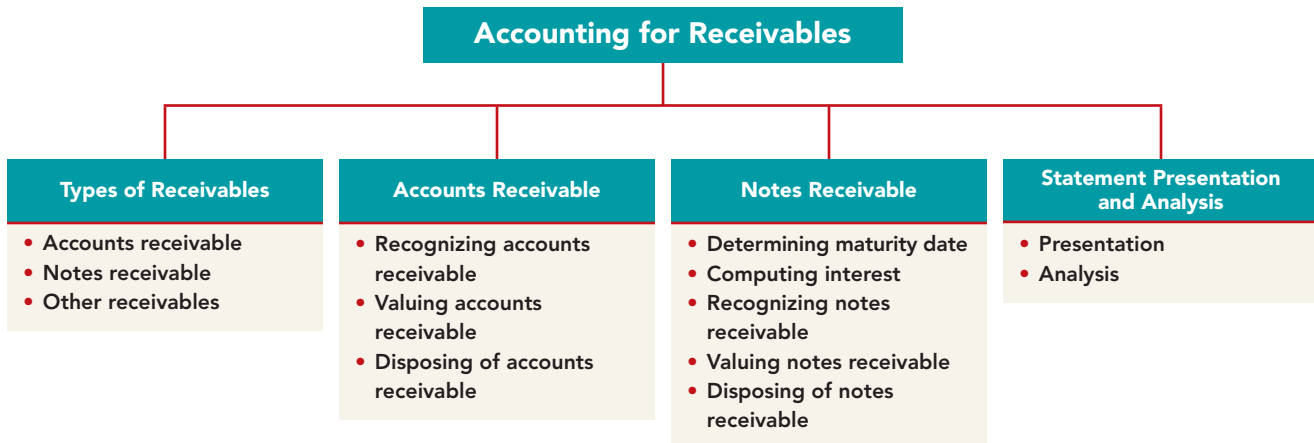 Accounting for Receivables
Types of Receivables
• Accounts receivable
• Notes receivable
• Other receivables
Accounts Receivable
• Recognizing accounts
receivable
• Valuing accounts
receivable
• Disposing of accounts
receivable
Notes Receivable
• Determining maturity date
• Computing interest
• Recognizing notes
receivable
• Valuing notes receivable
• Disposing of notes
receivable
Statement Presentation
and Analysis
• Presentation
• Analysis